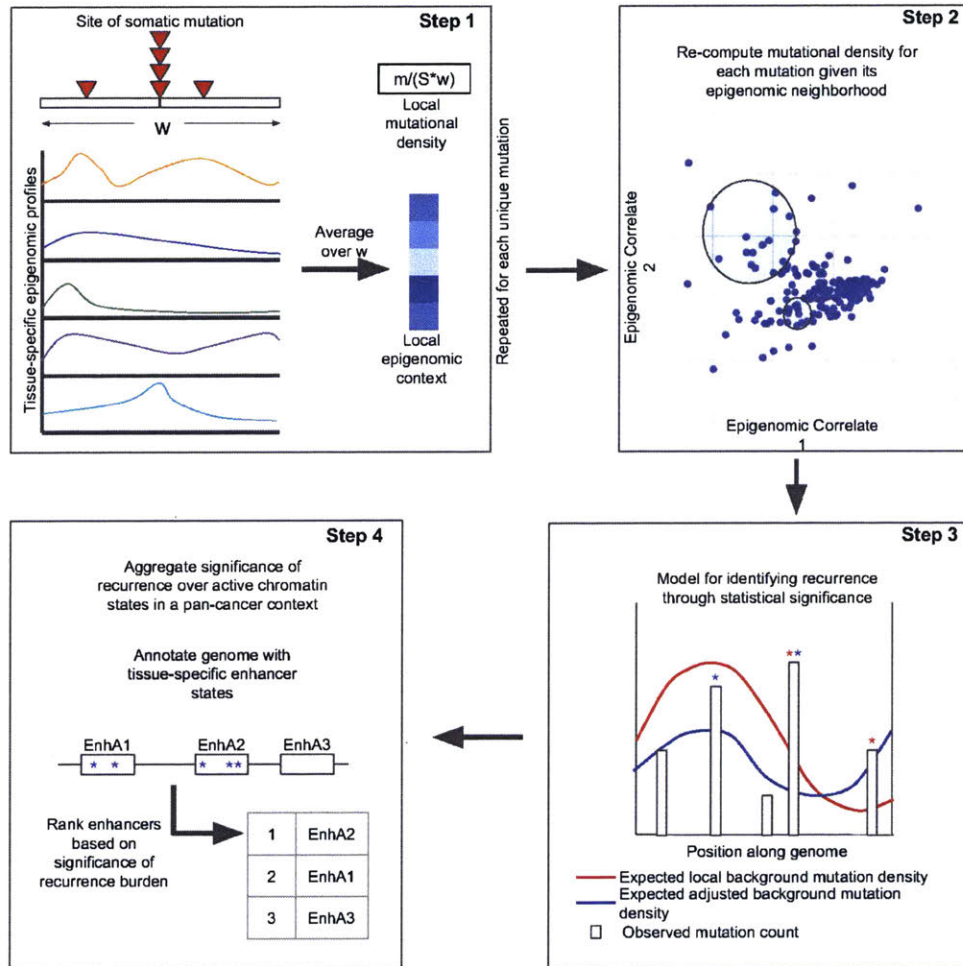 Step 1
Site of somatic mutation
W
m/(S*w)
Local
mutational
density
Tissue-specific epigenomic profiles
Average
over w
Local
epigenomic
context
Repeated for each unique mutation
Step 2
Re-compute mutational density for
each mutation given its
epigenomic neighborhood
Epigenomic Correlate
2
Epigenomic Correlate
1
Step 3
Model for identifying recurrence
through statistical significance
*
**
*
Position along genome
Expected local background mutation density
Expected adjusted background mutation
density
Observed mutation count
Step 4
Aggregate significance of
recurrence over active chromatin
states in a pan-cancer context
Annotate genome with
tissue-specific enhancer
states
EnhA1 EnhA2 EnhA3
* * * **
Rank enhancers
based on
significance of
recurrence burden
1 EnhA2
2 EnhA1
3 EnhA3